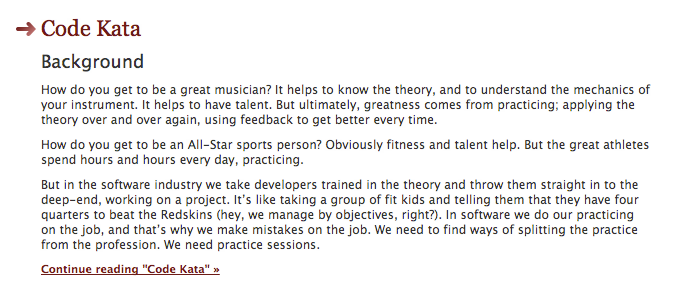 Code Kata
Background
How do you get to be a great musician? It helps to know the theory, and to understand the mechanics of
your instrument. It helps to have talent. But ultimately, greatness comes from practicing; applying the
theory over and over again, using feedback to get better every time.
How do you get to be an All-Star sports person? Obviously fitness and talent help. But the great athletes
spend hours and hours every day, practicing.
But in the software industry we take developers trained in the theory and throw them straight in to the
deep-end, working on a project. It's like taking a group of fit kids and telling them that they have four
quarters to beat the Redskins (hey, we manage by objectives, right?). In software we do our practicing
on the job, and that's why we make mistakes on the job. We need to find ways of splitting the practice
from the profession. We need practice sessions.
Continue reading "Code Kata" »